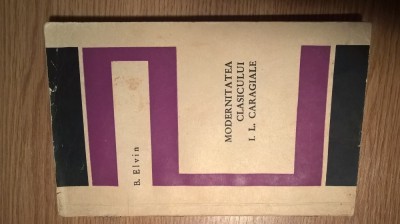 B. Elvin
MODERNITATEA
CLASICULUI
I. L. CARAGIALE